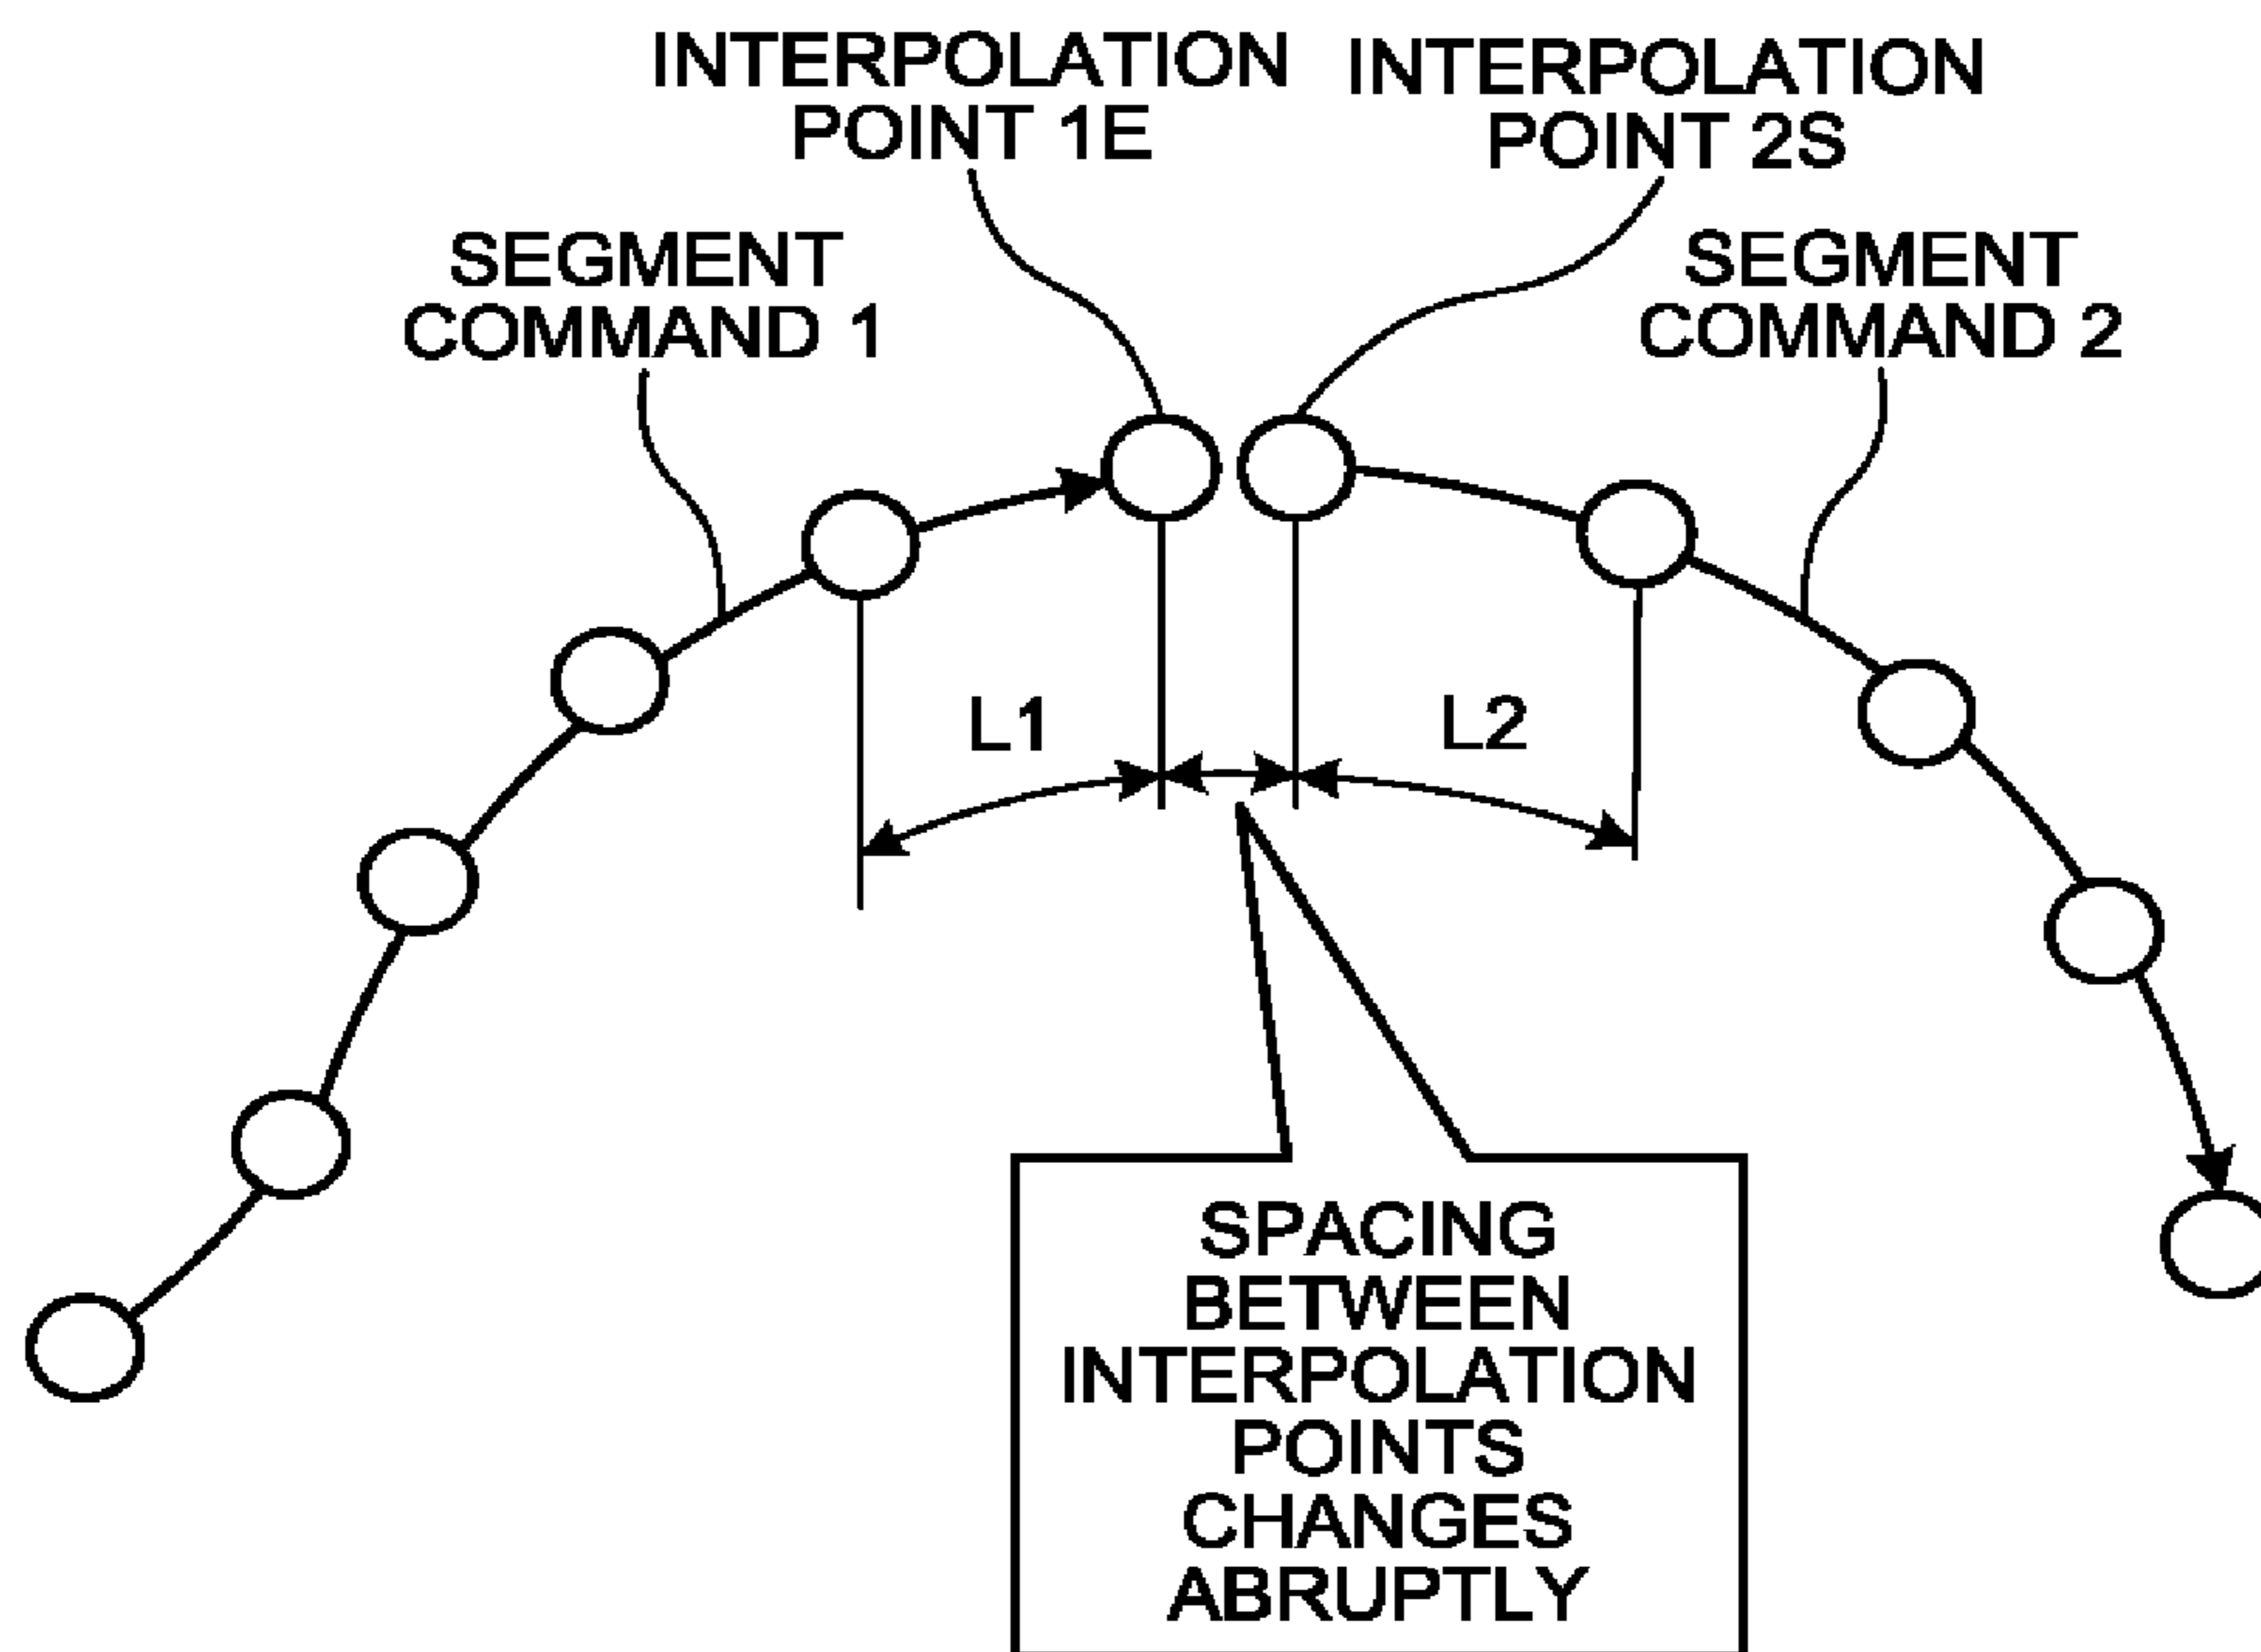 INTERPOLATION
POINT 1E
INTERPOLATION
POINT 2S
SEGMENT
COMMAND 1
SEGMENT
COMMAND 2
L1
L2
SPACING
BETWEEN
INTERPOLATION
POINTS
CHANGES
ABRUPTLY